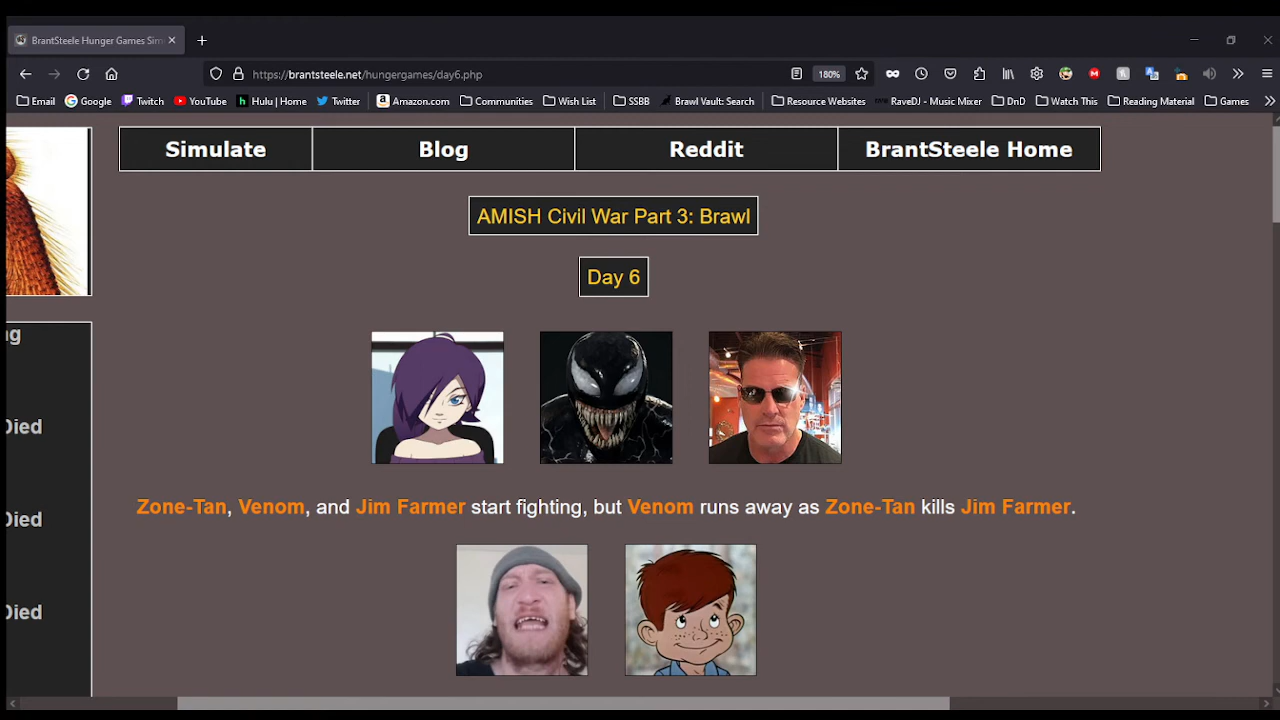 BrantSteele Hunger Games Sim
https://brantsteele.net/hungergames/day6.php
180%
Email
Google
Twitch
YouTube
Hulu | Home
Twitter
Amazon.com
Communities
Wish List
SSBB
Brawl Vault: Search
Resource Websites
RaveDJ - Music Mixer
DnD
Watch This
Reading Material
Games
Simulate
Blog
Reddit
BrantSteele Home
AMISH Civil War Part 3: Brawl
Day 6
Zone-Tan, Venom, and Jim Farmer start fighting, but Venom runs away as Zone-Tan kills Jim Farmer.
Died
Died
Died